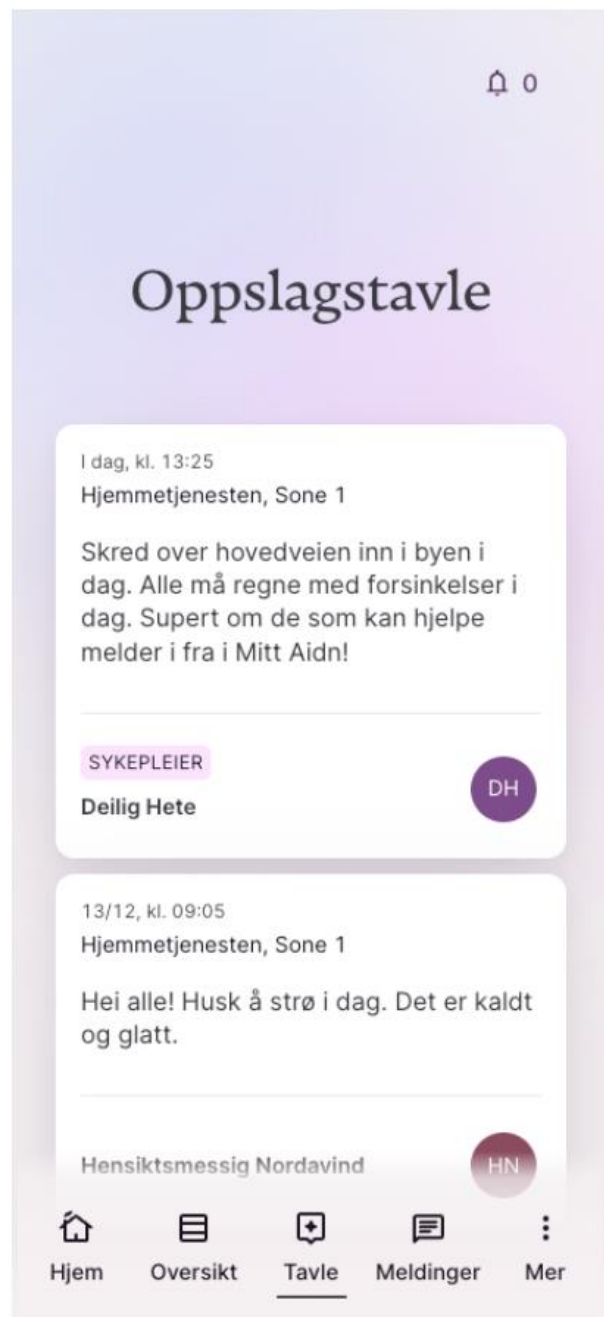 0
Oppslagstavle
I dag, kl. 13:25
Hjemmetjenesten, Sone 1
Skred over hovedveien inn i byen i
dag. Alle må regne med forsinkelser i
dag. Supert om de som kan hjelpe
melder i fra i Mitt Aidn!
SYKEPLEIER
Deilig Hete
DH
13/12, kl. 09:05
Hjemmetjenesten, Sone 1
Hei alle! Husk å strø i dag. Det er kaldt
og glatt.
Hensiktsmessig Nordavind
HN
Hjem Oversikt Tavle Meldinger Mer